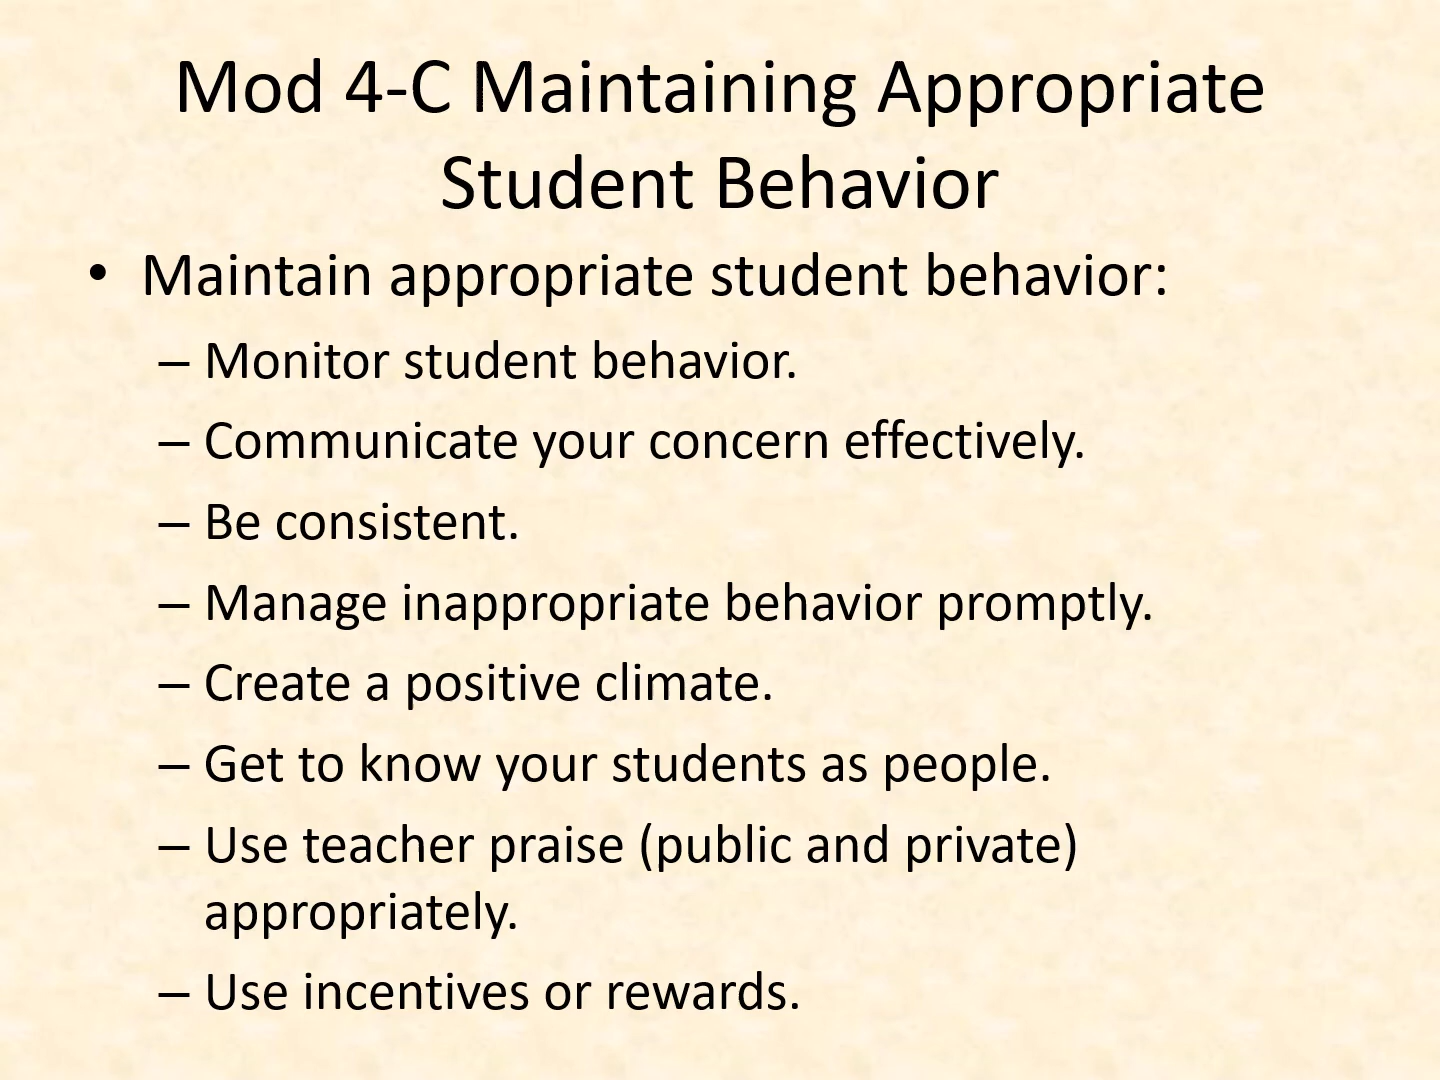 Mod 4-C Maintaining Appropriate
Student Behavior
• Maintain appropriate student behavior:
– Monitor student behavior.
– Communicate your concern effectively.
– Be consistent.
– Manage inappropriate behavior promptly.
– Create a positive climate.
– Get to know your students as people.
– Use teacher praise (public and private)
appropriately.
– Use incentives or rewards.